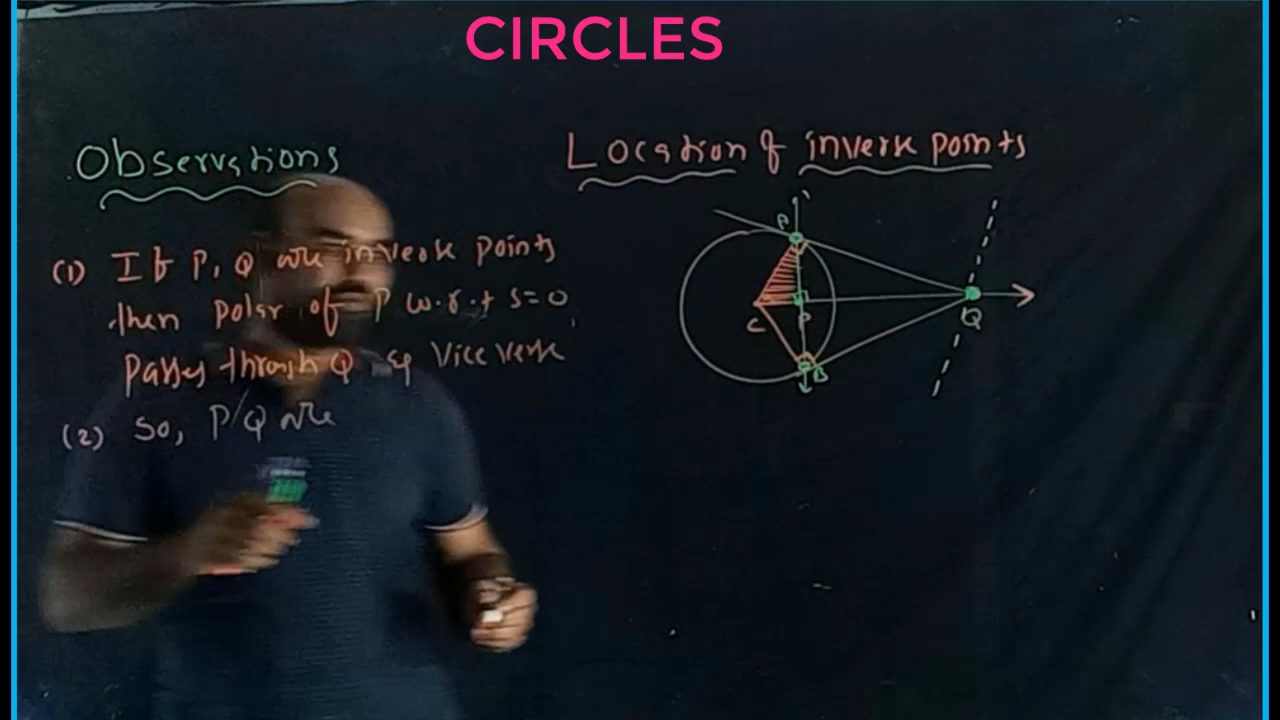 CIRCLES
Observations
(1) If P, Q are inverse points
then polar of P w.r.t S=0
passes through Q & Vice verse
(2) So, P/Q are
Location of inverse points
A
C
P
Q
B